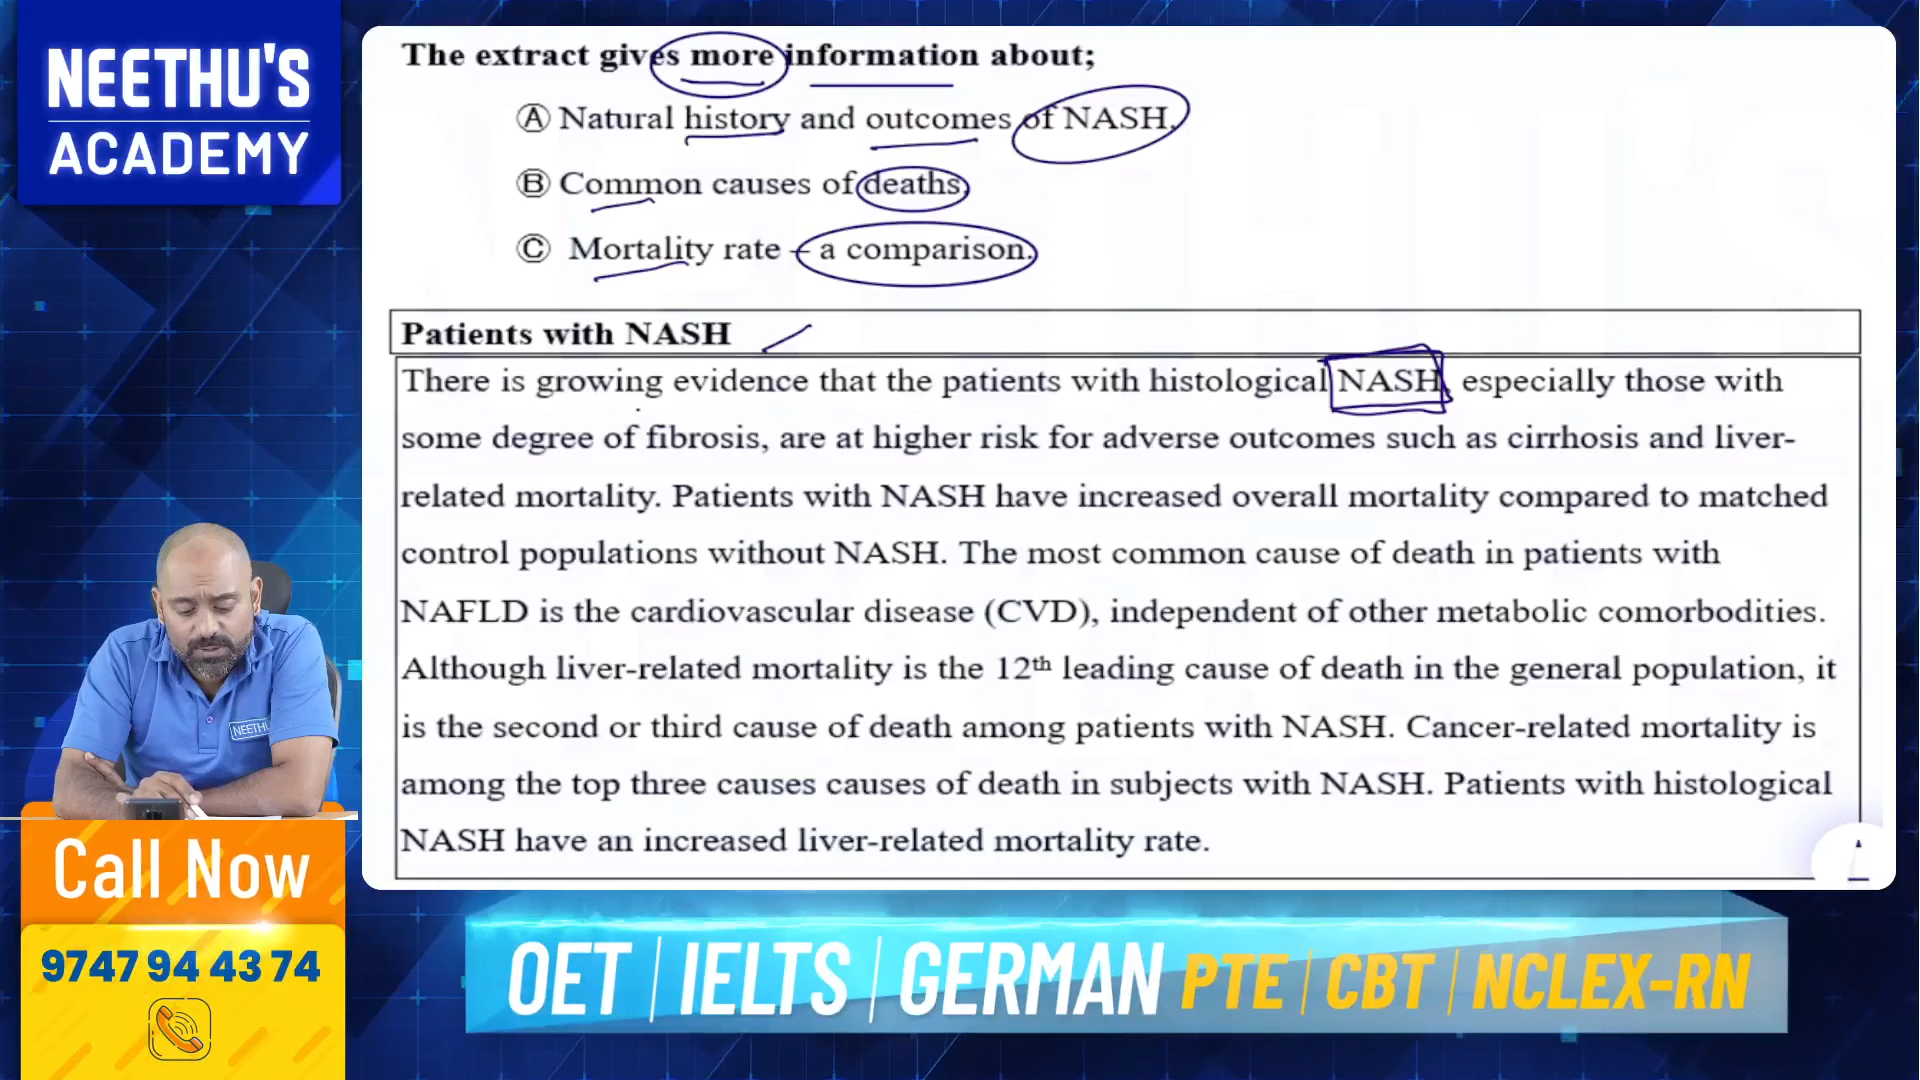 NEETHU'S
ACADEMY
The extract gives more information about;
Ⓐ Natural history and outcomes of NASH.
Ⓑ Common causes of deaths.
Ⓒ Mortality rate – a comparison.
Patients with NASH
There is growing evidence that the patients with histological NASH, especially those with
some degree of fibrosis, are at higher risk for adverse outcomes such as cirrhosis and liver-
related mortality. Patients with NASH have increased overall mortality compared to matched
control populations without NASH. The most common cause of death in patients with
NAFLD is the cardiovascular disease (CVD), independent of other metabolic comorbodities.
Although liver-related mortality is the 12th leading cause of death in the general population, it
is the second or third cause of death among patients with NASH. Cancer-related mortality is
among the top three causes causes of death in subjects with NASH. Patients with histological
NASH have an increased liver-related mortality rate.
NEETHU
Call Now
9747 94 43 74
OET | IELTS | GERMAN PTE | CBT | NCLEX-RN